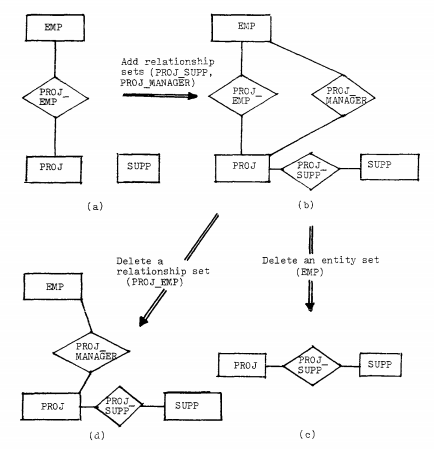 EMP
PROJ_
EMP
PROJ
SUPP
(a)
Add relationship
sets (PROJ_SUPP,
PROJ_MANAGER)
EMP
PROJ_
EMP
PROJ_
MANAGER
PROJ
PROJ_
SUPP
SUPP
(b)
Delete a
relationship set
(PROJ_EMP)
Delete an entity set
(EMP)
EMP
PROJ_
MANAGER
PROJ
PROJ_
SUPP
SUPP
(d)
PROJ
PROJ_
SUPP
SUPP
(c)